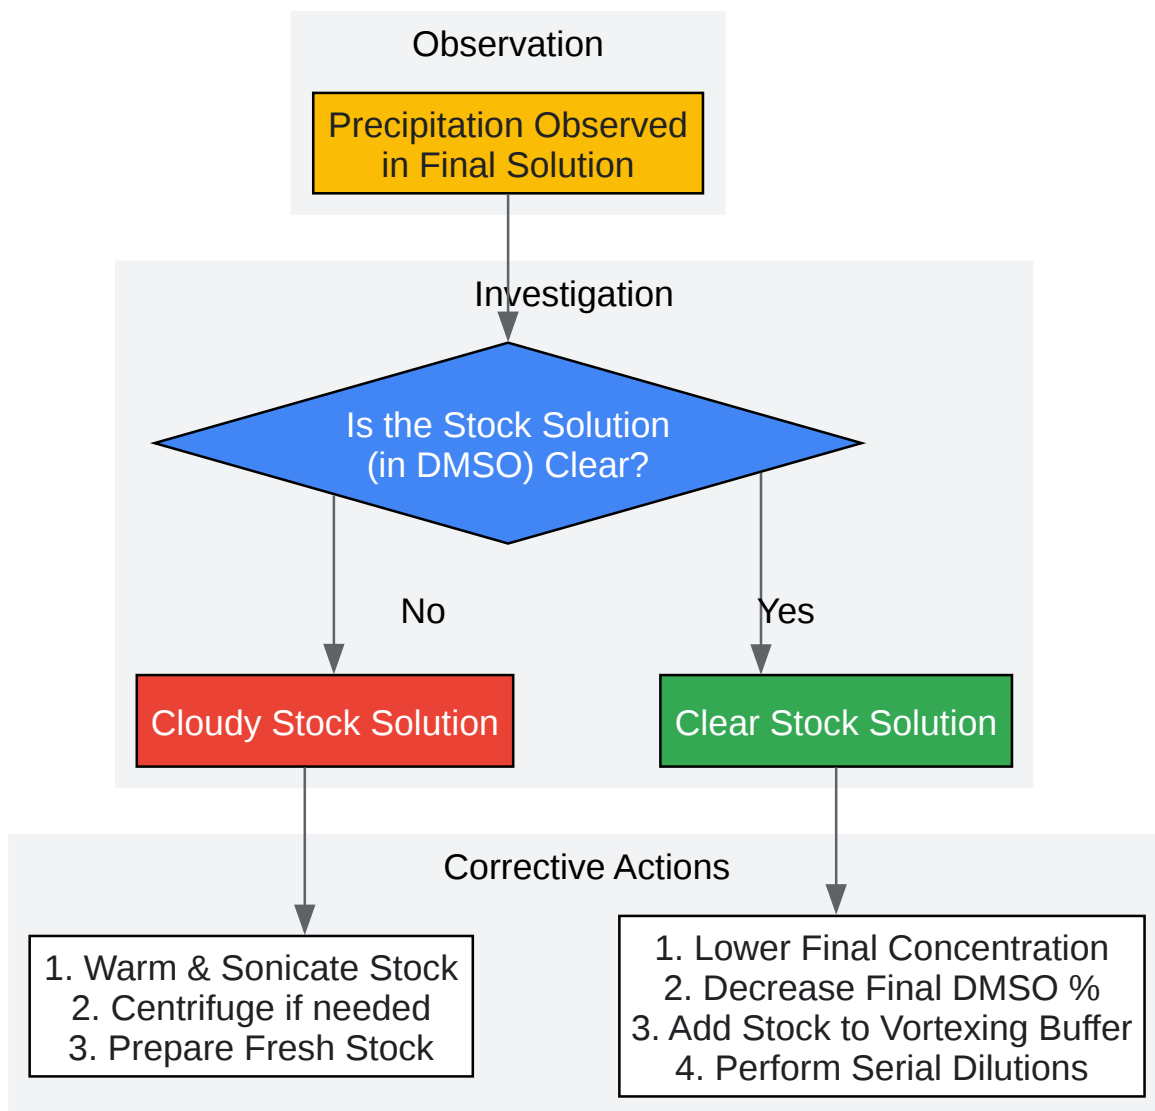 Observation
Precipitation Observed
in Final Solution
Investigation
Is the Stock Solution
(in DMSO) Clear?
No
Yes
Cloudy Stock Solution
Clear Stock Solution
Corrective Actions
1. Warm & Sonicate Stock
2. Centrifuge if needed
3. Prepare Fresh Stock
1. Lower Final Concentration
2. Decrease Final DMSO %
3. Add Stock to Vortexing Buffer
4. Perform Serial Dilutions